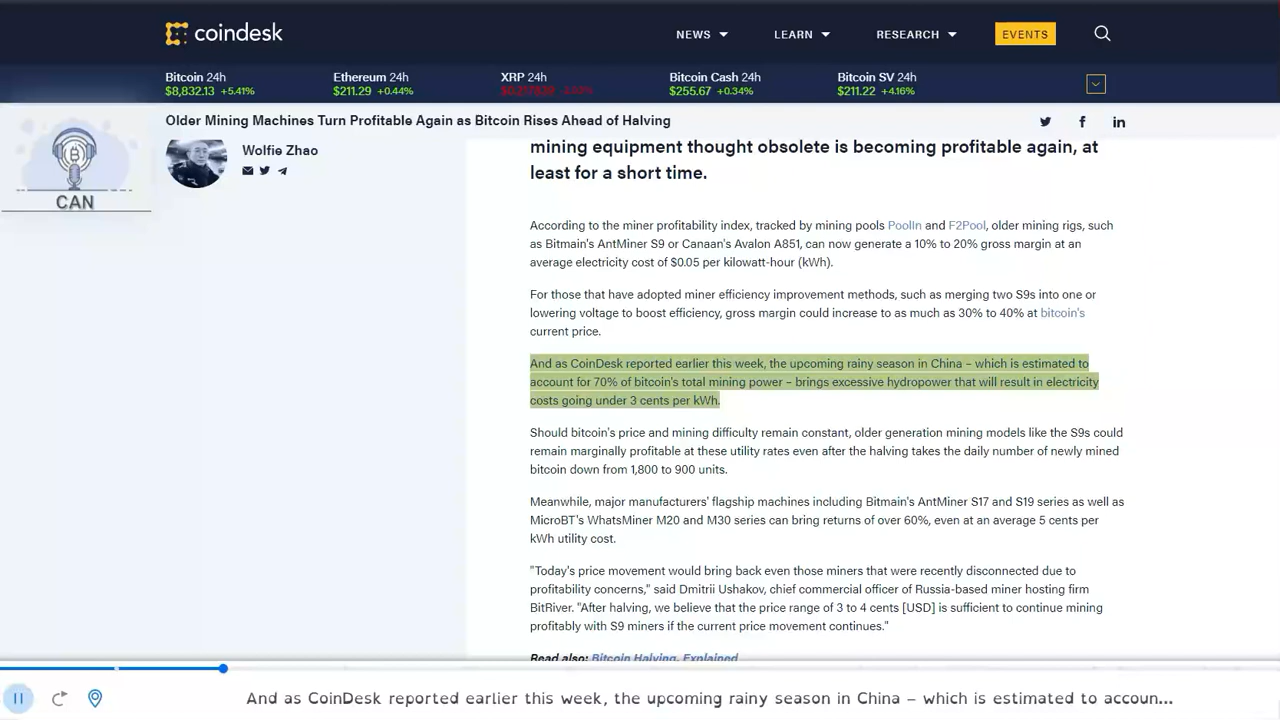 coindesk
NEWS LEARN RESEARCH EVENTS
Bitcoin 24h Ethereum 24h XRP 24h Bitcoin Cash 24h Bitcoin SV 24h
$8,832.13 +5.41% $211.29 +0.44% $255.67 +0.34% $211.22 +4.16%
Older Mining Machines Turn Profitable Again as Bitcoin Rises Ahead of Halving
CAN
Wolfie Zhao
mining equipment thought obsolete is becoming profitable again, at
least for a short time.
According to the miner profitability index, tracked by mining pools PoolIn and F2Pool, older mining rigs, such
as Bitmain's AntMiner S9 or Canaan's Avalon A851, can now generate a 10% to 20% gross margin at an
average electricity cost of $0.05 per kilowatt-hour (kWh).
For those that have adopted miner efficiency improvement methods, such as merging two S9s into one or
lowering voltage to boost efficiency, gross margin could increase to as much as 30% to 40% at bitcoin's
current price.
And as CoinDesk reported earlier this week, the upcoming rainy season in China – which is estimated to
account for 70% of bitcoin's total mining power – brings excessive hydropower that will result in electricity
costs going under 3 cents per kWh.
Should bitcoin's price and mining difficulty remain constant, older generation mining models like the S9s could
remain marginally profitable at these utility rates even after the halving takes the daily number of newly mined
bitcoin down from 1,800 to 900 units.
Meanwhile, major manufacturers' flagship machines including Bitmain's AntMiner S17 and S19 series as well as
MicroBT's WhatsMiner M20 and M30 series can bring returns of over 60%, even at an average 5 cents per
kWh utility cost.
"Today's price movement would bring back even those miners that were recently disconnected due to
profitability concerns," said Dmitrii Ushakov, chief commercial officer of Russia-based miner hosting firm
BitRiver. "After halving, we believe that the price range of 3 to 4 cents [USD] is sufficient to continue mining
profitably with S9 miners if the current price movement continues."
Read also: Bitcoin Halving, Explained
And as CoinDesk reported earlier this week, the upcoming rainy season in China – which is estimated to accoun...